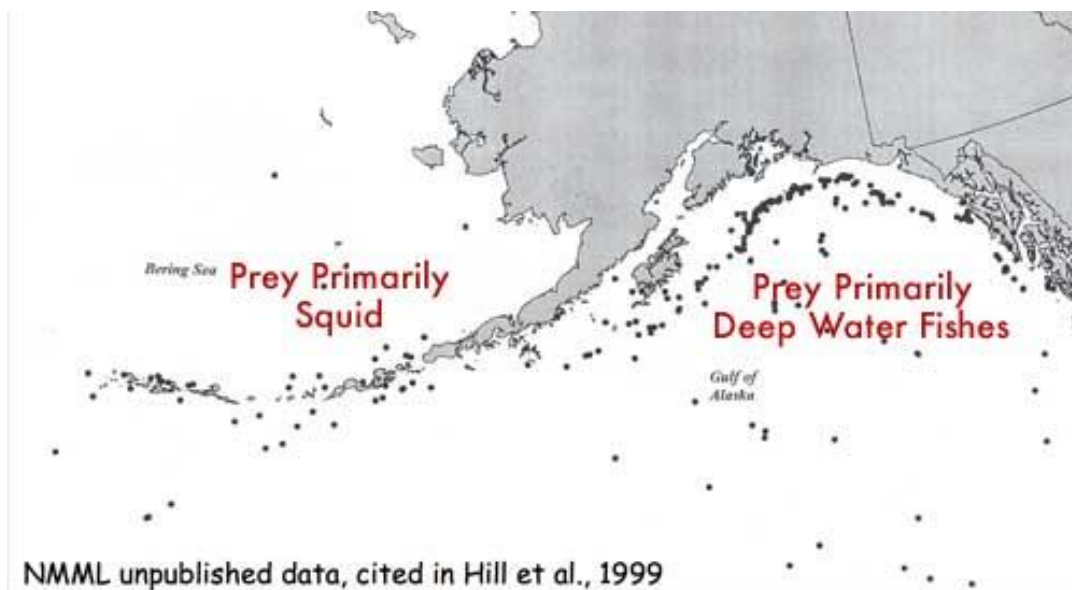 Bering Sea
Prey Primarily
Squid
Prey Primarily
Deep Water Fishes
Gulf of
Alaska
NMML unpublished data, cited in Hill et al., 1999